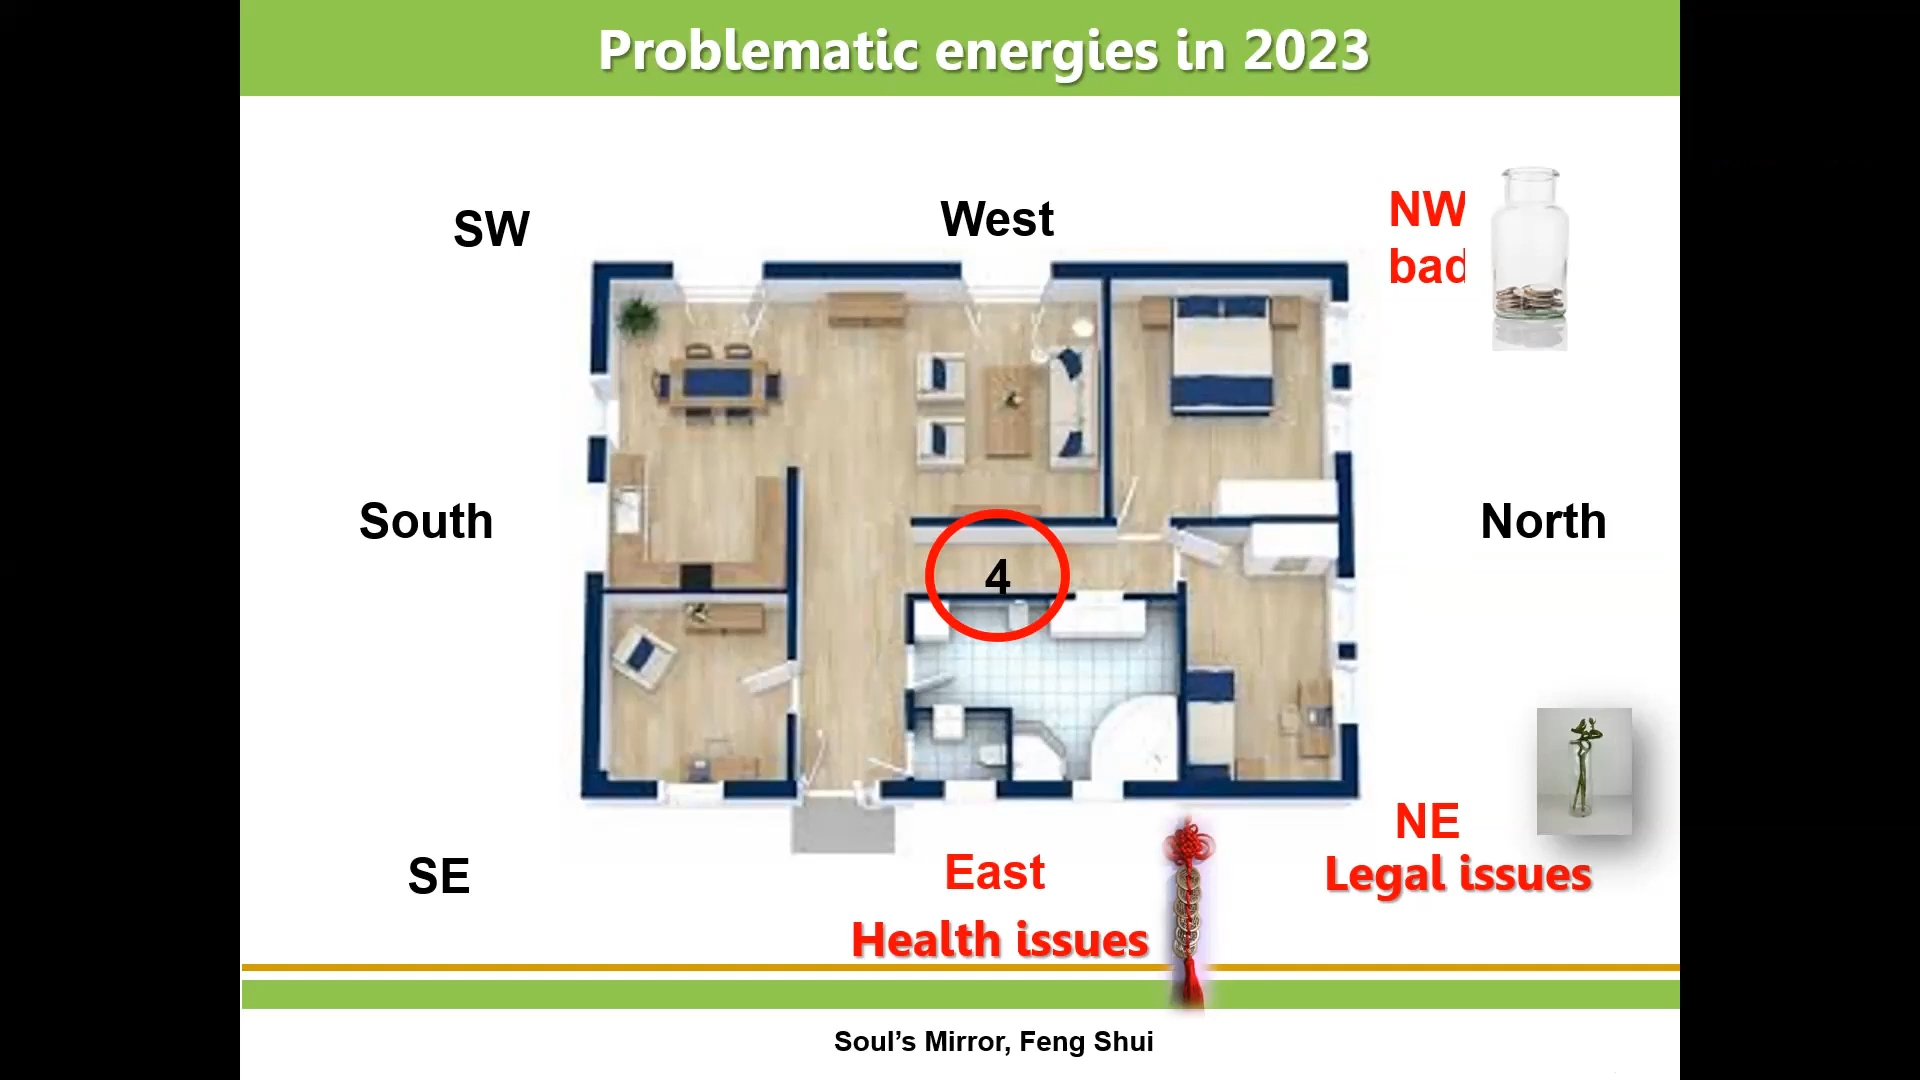 Problematic energies in 2023
SW
West
NW
bad
South
North
4
NE
SE
East
Legal issues
Health issues
Soul’s Mirror, Feng Shui